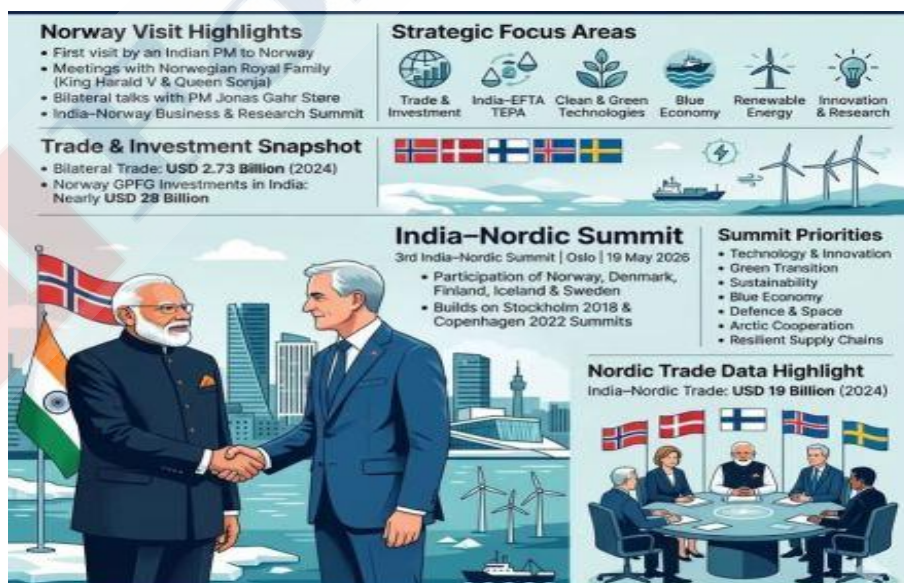 Norway Visit Highlights
• First visit by an Indian PM to Norway
• Meetings with Norwegian Royal Family
(King Harald V & Queen Sonja)
• Bilateral talks with PM Jonas Gahr Støre
• India–Norway Business & Research Summit
Strategic Focus Areas
Trade &
Investment
India–EFTA
TEPA
Clean & Green
Technologies
Blue
Economy
Renewable
Energy
Innovation
& Research
Trade & Investment Snapshot
• Bilateral Trade: USD 2.73 Billion (2024)
• Norway GPFG Investments in India:
Nearly USD 28 Billion
India–Nordic Summit
3rd India–Nordic Summit | Oslo | 19 May 2026
• Participation of Norway, Denmark,
Finland, Iceland & Sweden
• Builds on Stockholm 2018 &
Copenhagen 2022 Summits
Summit Priorities
• Technology & Innovation
• Green Transition
• Sustainability
• Blue Economy
• Defence & Space
• Arctic Cooperation
• Resilient Supply Chains
Nordic Trade Data Highlight
India–Nordic Trade: USD 19 Billion (2024)